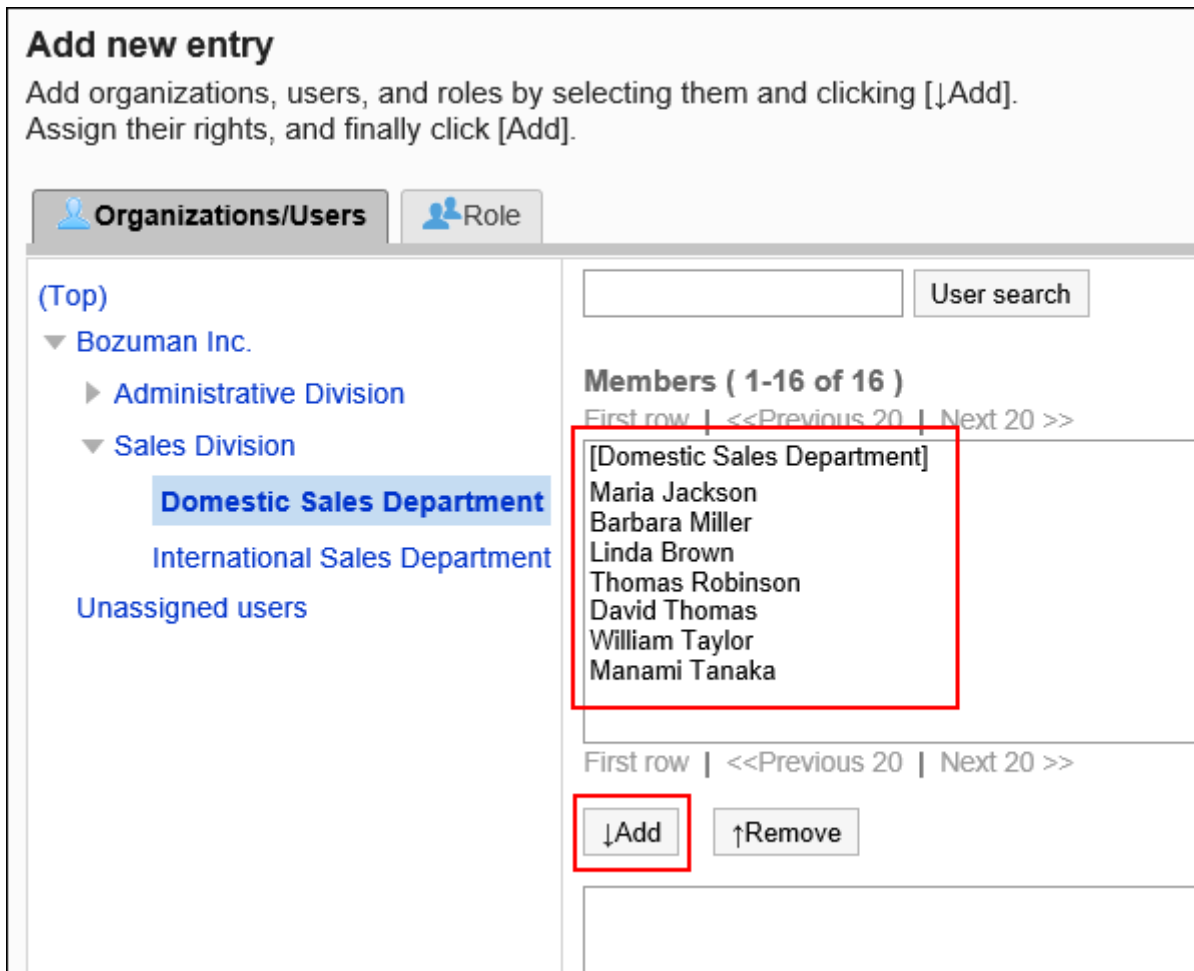 Add new entry
Add organizations, users, and roles by selecting them and clicking [↓Add].
Assign their rights, and finally click [Add].
Organizations/Users
Role
(Top)
Bozuman Inc.
Administrative Division
Sales Division
Domestic Sales Department
International Sales Department
Unassigned users
User search
Members ( 1-16 of 16 )
First row | <<Previous 20 | Next 20 >>
[Domestic Sales Department]
Maria Jackson
Barbara Miller
Linda Brown
Thomas Robinson
David Thomas
William Taylor
Manami Tanaka
First row | <<Previous 20 | Next 20 >>
↓Add
↑Remove